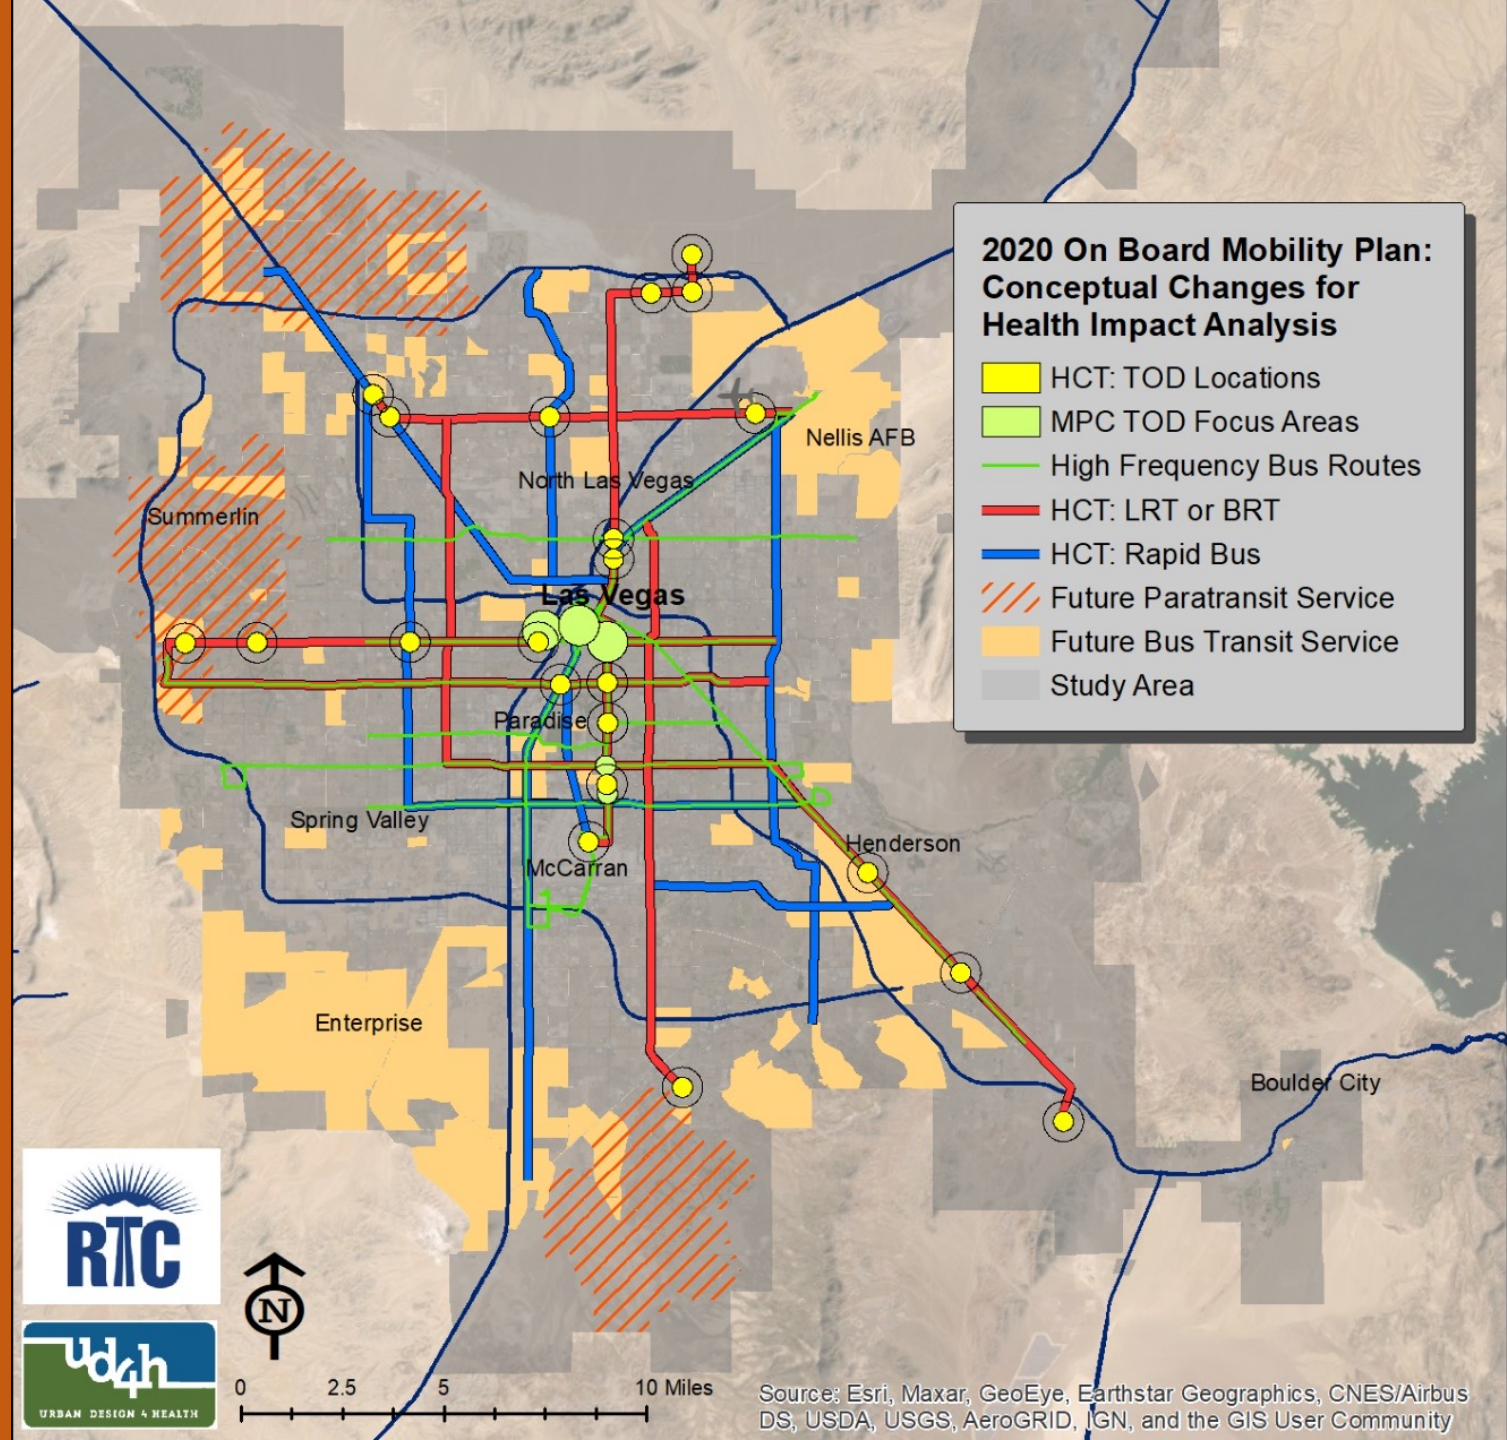 2020 On Board Mobility Plan:
Conceptual Changes for
Health Impact Analysis
HCT: TOD Locations
MPC TOD Focus Areas
High Frequency Bus Routes
HCT: LRT or BRT
HCT: Rapid Bus
Future Paratransit Service
Future Bus Transit Service
Study Area
Nellis AFB
North Las Vegas
Summerlin
Las Vegas
Paradise
Spring Valley
Henderson
McCarran
Enterprise
Boulder City
RTC
N
ud4h
URBAN DESIGN 4 HEALTH
0 2.5 5 10 Miles
Source: Esri, Maxar, GeoEye, Earthstar Geographics, CNES/Airbus
DS, USDA, USGS, AeroGRID, IGN, and the GIS User Community